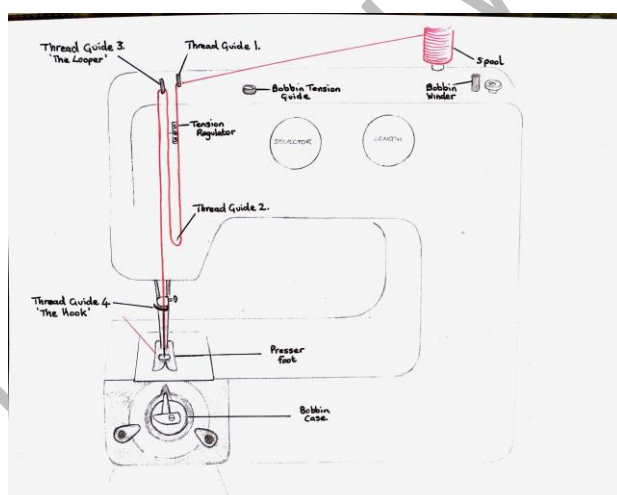 Thread Guide 3.
'The Looper'
Thread Guide 1.
Spool
Bobbin Tension
Guide
Bobbin
Winder
Tension
Regulator
SELECTOR
LENGTH
Thread Guide 2.
Thread Guide 4
'The Hook'
Presser
Foot
Bobbin
Case